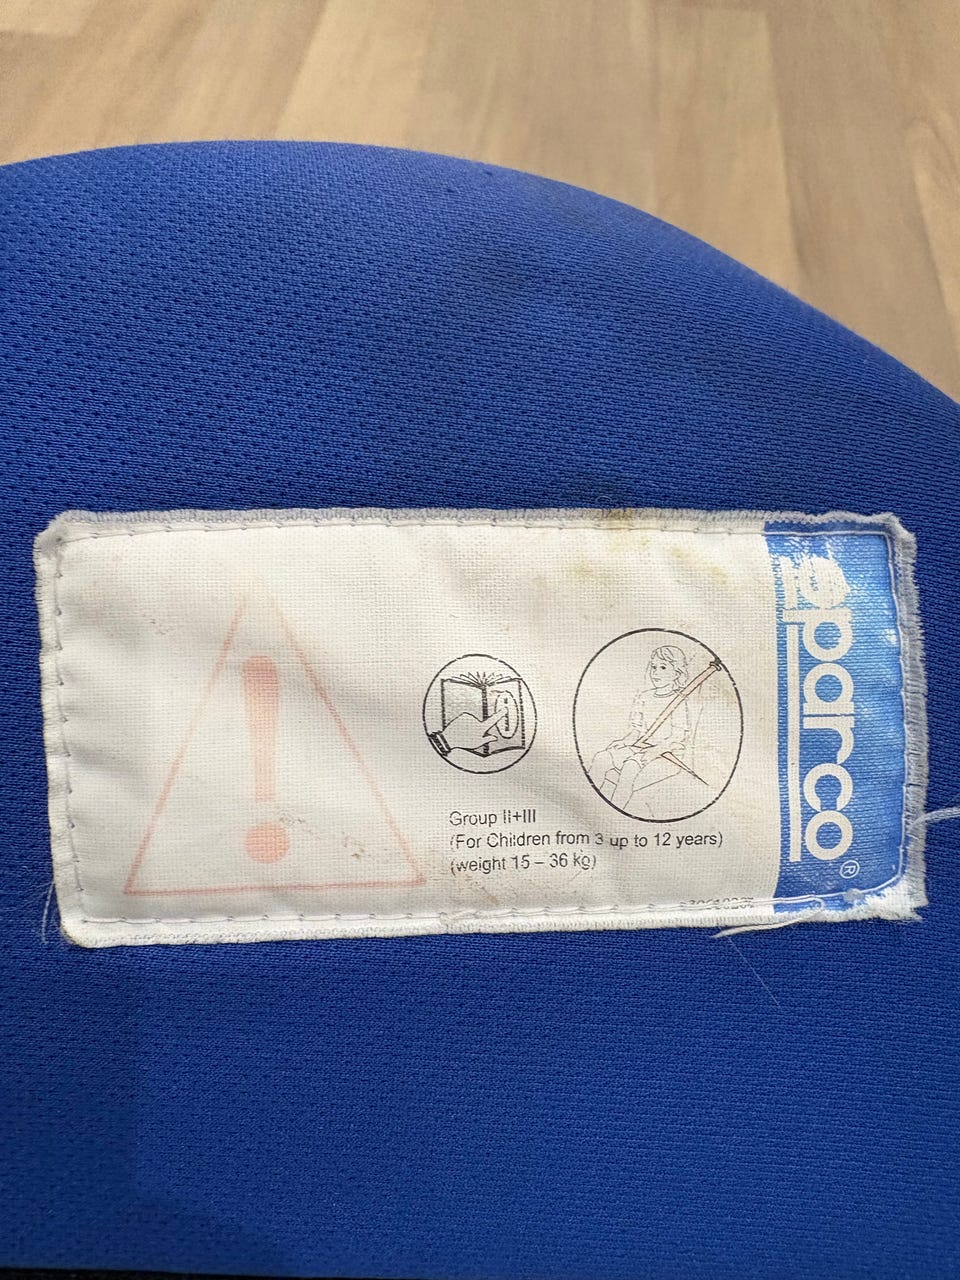 Group II+III
(For Children from 3 up to 12 years)
(weight 15 – 36 kg)
sparco®